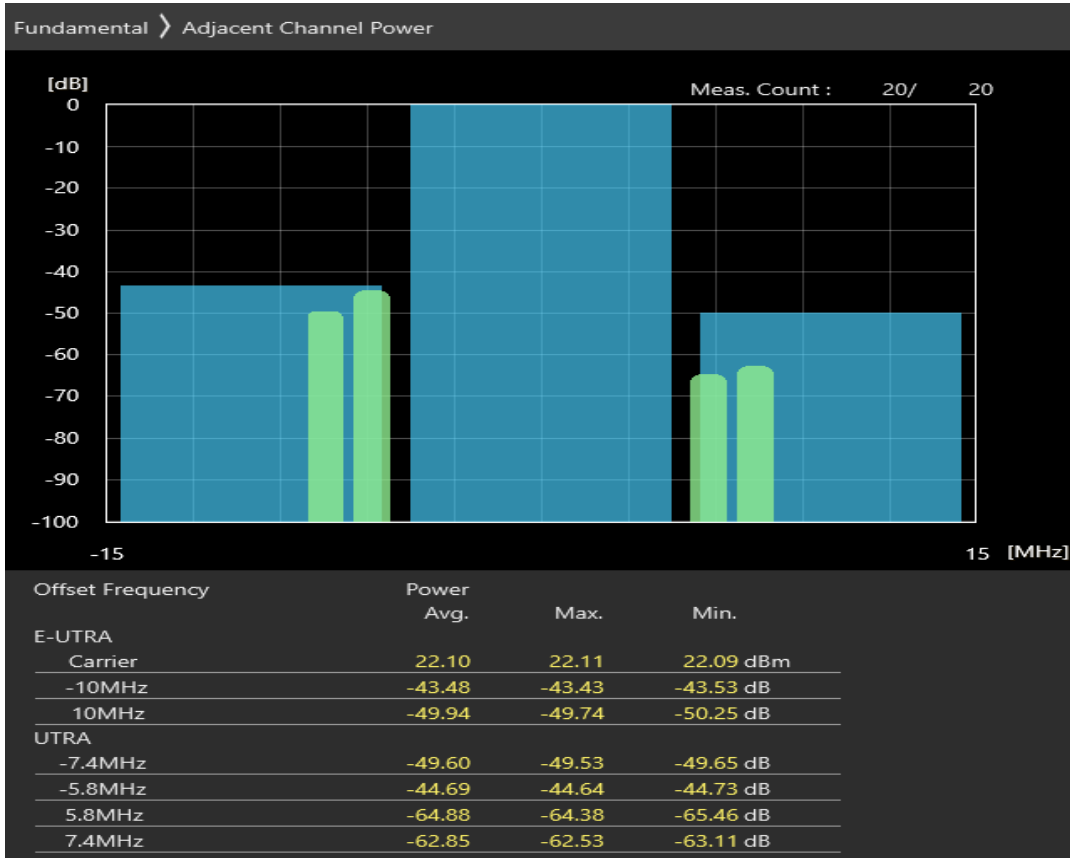 Fundamental ❯ Adjacent Channel Power
[dB]
Meas. Count : 20/ 20
0
-10
-20
-30
-40
-50
-60
-70
-80
-90
-100
-15 15 [MHz]
Offset Frequency Power
Avg. Max. Min.
E-UTRA
Carrier 22.10 22.11 22.09 dBm
-10MHz -43.48 -43.43 -43.53 dB
10MHz -49.94 -49.74 -50.25 dB
UTRA
-7.4MHz -49.60 -49.53 -49.65 dB
-5.8MHz -44.69 -44.64 -44.73 dB
5.8MHz -64.88 -64.38 -65.46 dB
7.4MHz -62.85 -62.53 -63.11 dB